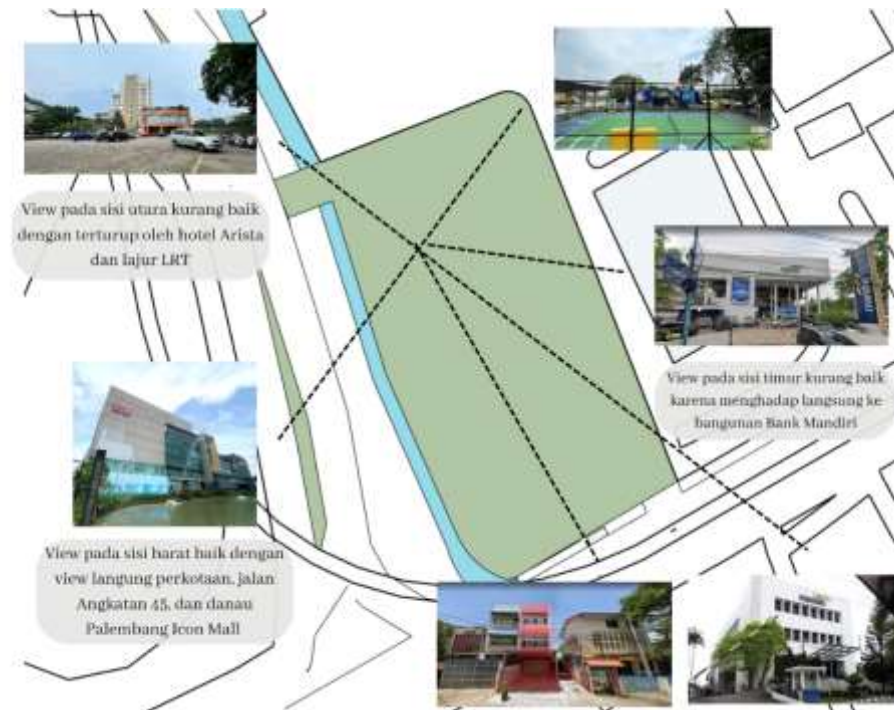 View pada sisi utara kurang baik
dengan terturup oleh hotel Arista
dan lajur LRT
View pada sisi timur kurang baik
karena menghadap langsung ke
bangunan Bank Mandiri
View pada sisi barat baik dengan
view langung perkotaan, jalan
Angkatan 45, dan danau
Palembang Icon Mall